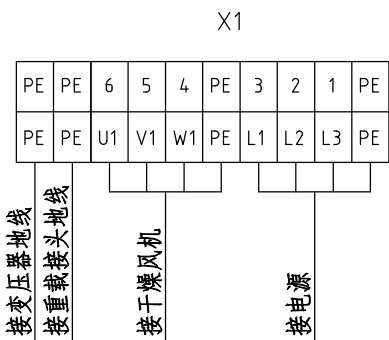 X1
PE PE 6 5 4 PE 3 2 1 PE
PE PE U1 V1 W1 PE L1 L2 L3 PE
接变压器地线
接重载接头地线
接干燥风机
接电源